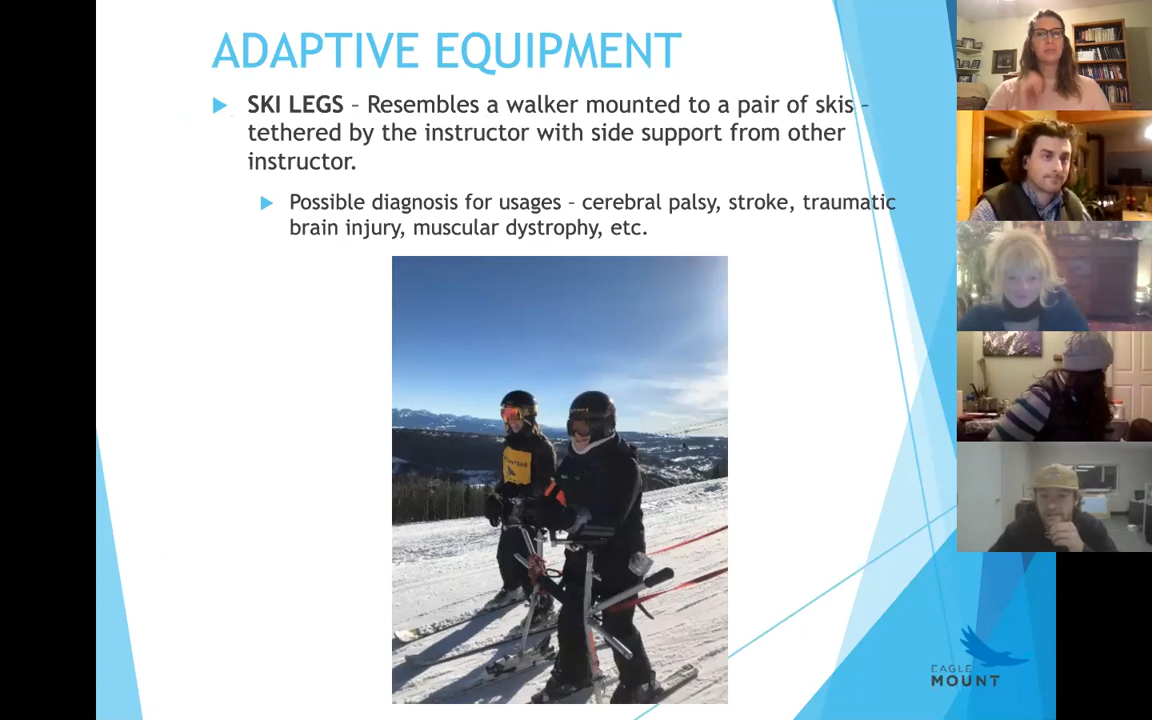 ADAPTIVE EQUIPMENT
SKI LEGS – Resembles a walker mounted to a pair of skis –
tethered by the instructor with side support from other
instructor.
Possible diagnosis for usages – cerebral palsy, stroke, traumatic
brain injury, muscular dystrophy, etc.
EAGLE
MOUNT